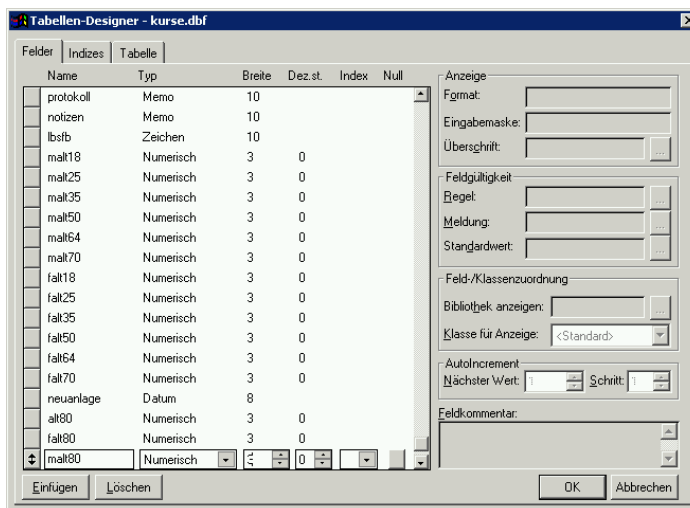 Tabellen-Designer - kurse.dbf
Felder Indizes Tabelle
Name Typ Breite Dez.st. Index Null
protokoll Memo 10
notizen Memo 10
lbsfb Zeichen 10
malt18 Numerisch 3 0
malt25 Numerisch 3 0
malt35 Numerisch 3 0
malt50 Numerisch 3 0
malt64 Numerisch 3 0
malt70 Numerisch 3 0
falt18 Numerisch 3 0
falt25 Numerisch 3 0
falt35 Numerisch 3 0
falt50 Numerisch 3 0
falt64 Numerisch 3 0
falt70 Numerisch 3 0
neuanlage Datum 8
alt80 Numerisch 3 0
falt80 Numerisch 3 0
malt80 Numerisch 0
Einfügen Löschen
Anzeige
Format:
Eingabemaske:
Überschrift: ...
Feldgültigkeit
Regel: ...
Meldung: ...
Standardwert: ...
Feld-/Klassenzuordnung
Bibliothek anzeigen: ...
Klasse für Anzeige: <Standard>
AutoIncrement
Nächster Wert: 1 Schritt: 1
Feldkommentar:
OK Abbrechen